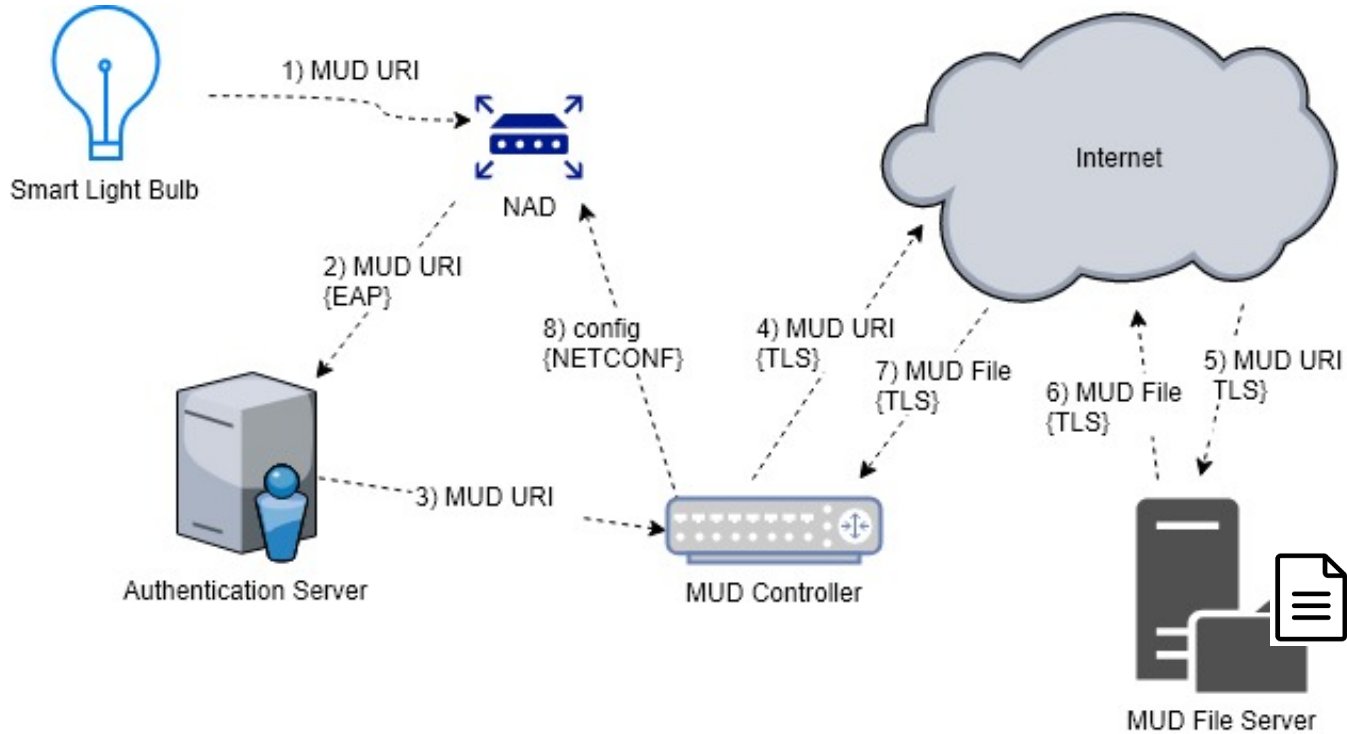 1) MUD URI
Smart Light Bulb
NAD
Internet
2) MUD URI
{EAP}
8) config
{NETCONF}
4) MUD URI
{TLS}
7) MUD File
{TLS}
6) MUD File
{TLS}
5) MUD URI
TLS}
3) MUD URI
Authentication Server
MUD Controller
MUD File Server